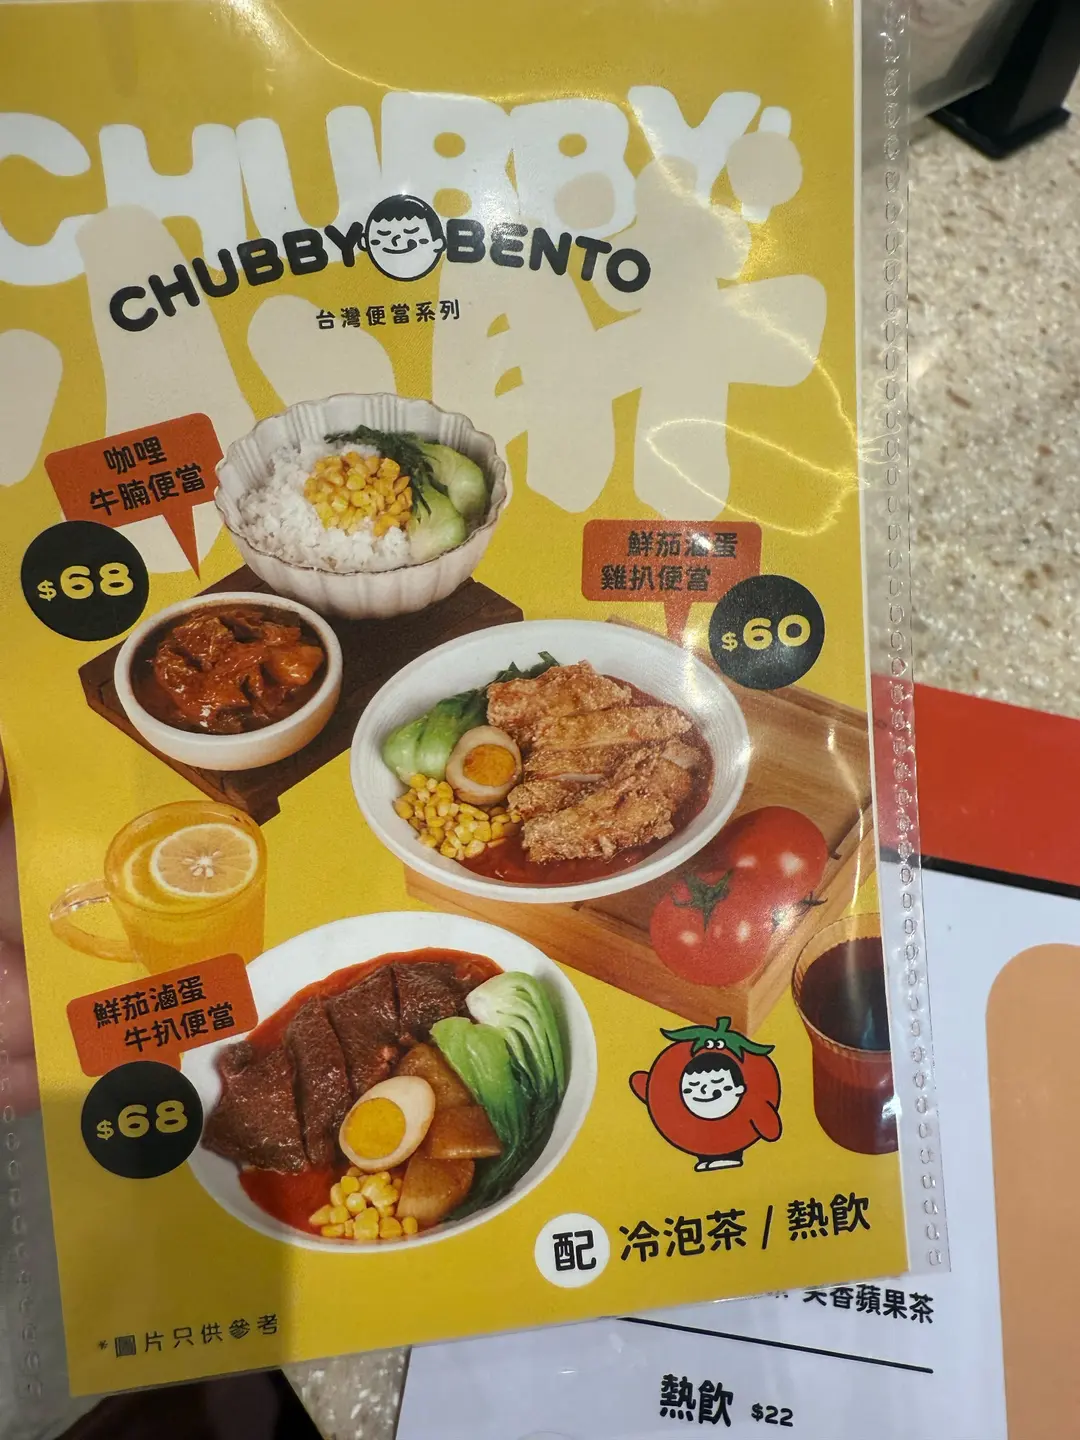 CHUBBY
小胖
CHUBBY BENTO
台灣便當系列
咖哩
牛腩便當
$68
鮮茄滷蛋
雞扒便當
$60
鮮茄滷蛋
牛扒便當
$68
配 冷泡茶 / 熱飲
*圖片只供參考
香蘋果茶
熱飲 $22